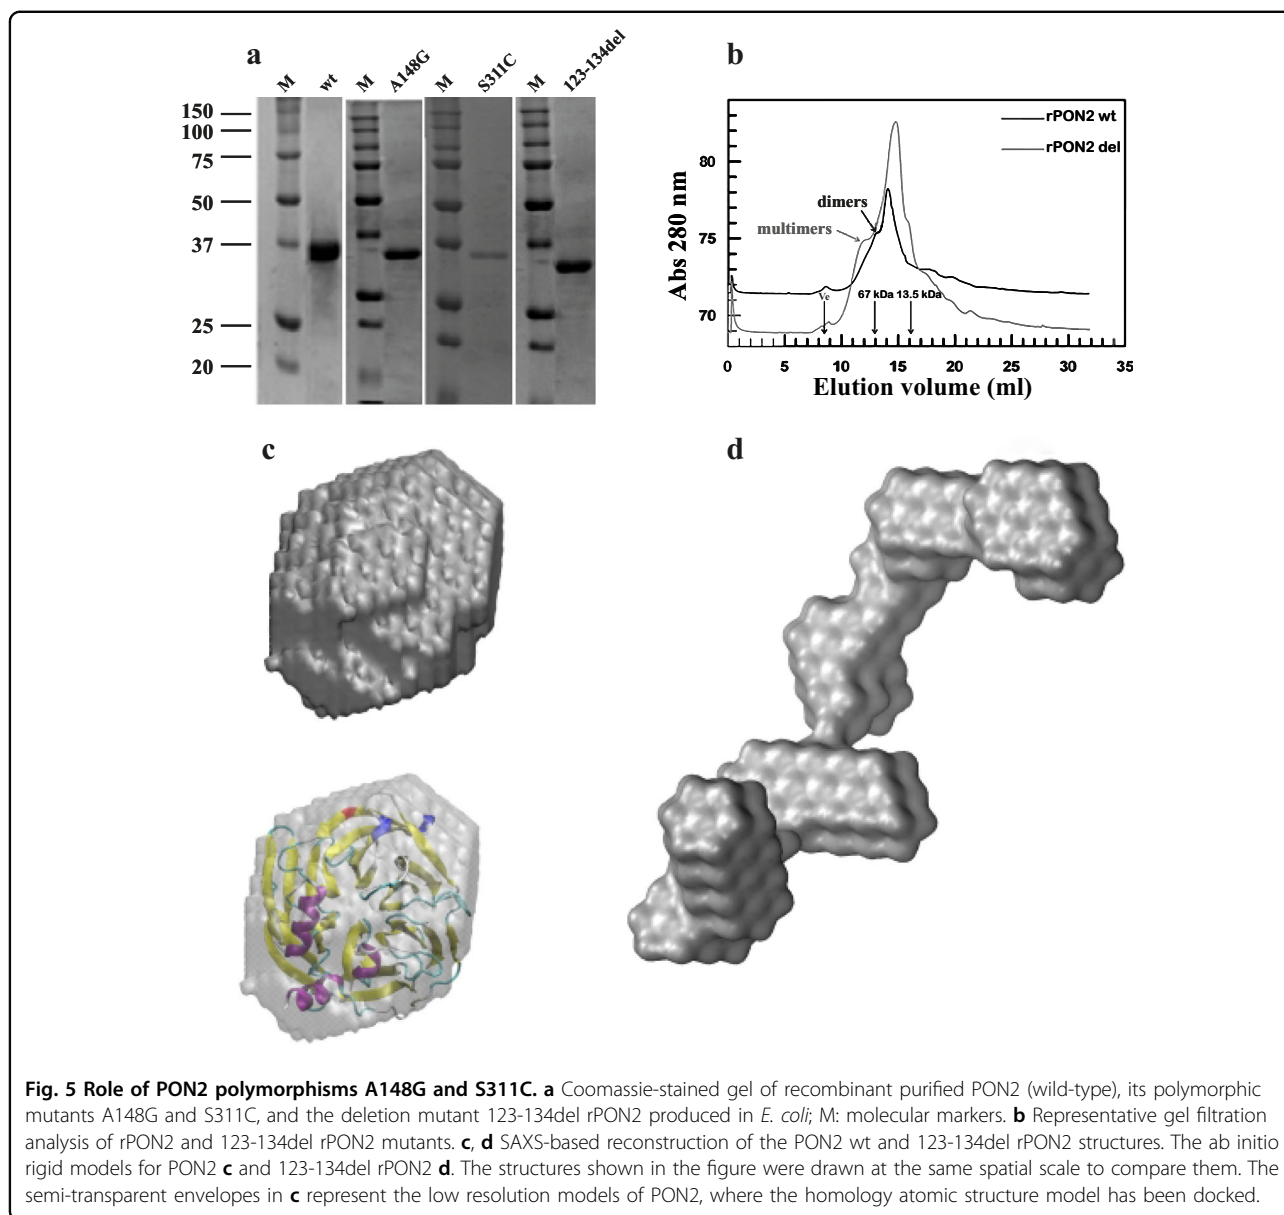 a
M wt M A148G M S311C M 123-134del
150
100
75
50
37
25
20
b
rPON2 wt
rPON2 del
80
75
70
Abs 280 nm
dimers
multimers
Ve 67 kDa 13.5 kDa
0 5 10 15 20 25 30 35
Elution volume (ml)
c
d
Fig. 5 Role of PON2 polymorphisms A148G and S311C. a Coomassie-stained gel of recombinant purified PON2 (wild-type), its polymorphic
mutants A148G and S311C, and the deletion mutant 123-134del rPON2 produced in E. coli; M: molecular markers. b Representative gel filtration
analysis of rPON2 and 123-134del rPON2 mutants. c, d SAXS-based reconstruction of the PON2 wt and 123-134del rPON2 structures. The ab initio
rigid models for PON2 c and 123-134del rPON2 d. The structures shown in the figure were drawn at the same spatial scale to compare them. The
semi-transparent envelopes in c represent the low resolution models of PON2, where the homology atomic structure model has been docked.